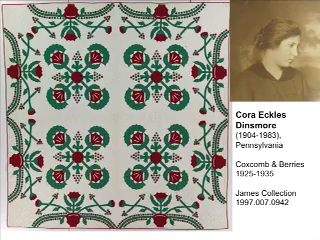 Cora Eckles
Dinsmore
(1904-1983),
Pennsylvania
Coxcomb & Berries
1925-1935
James Collection
1997.007.0942